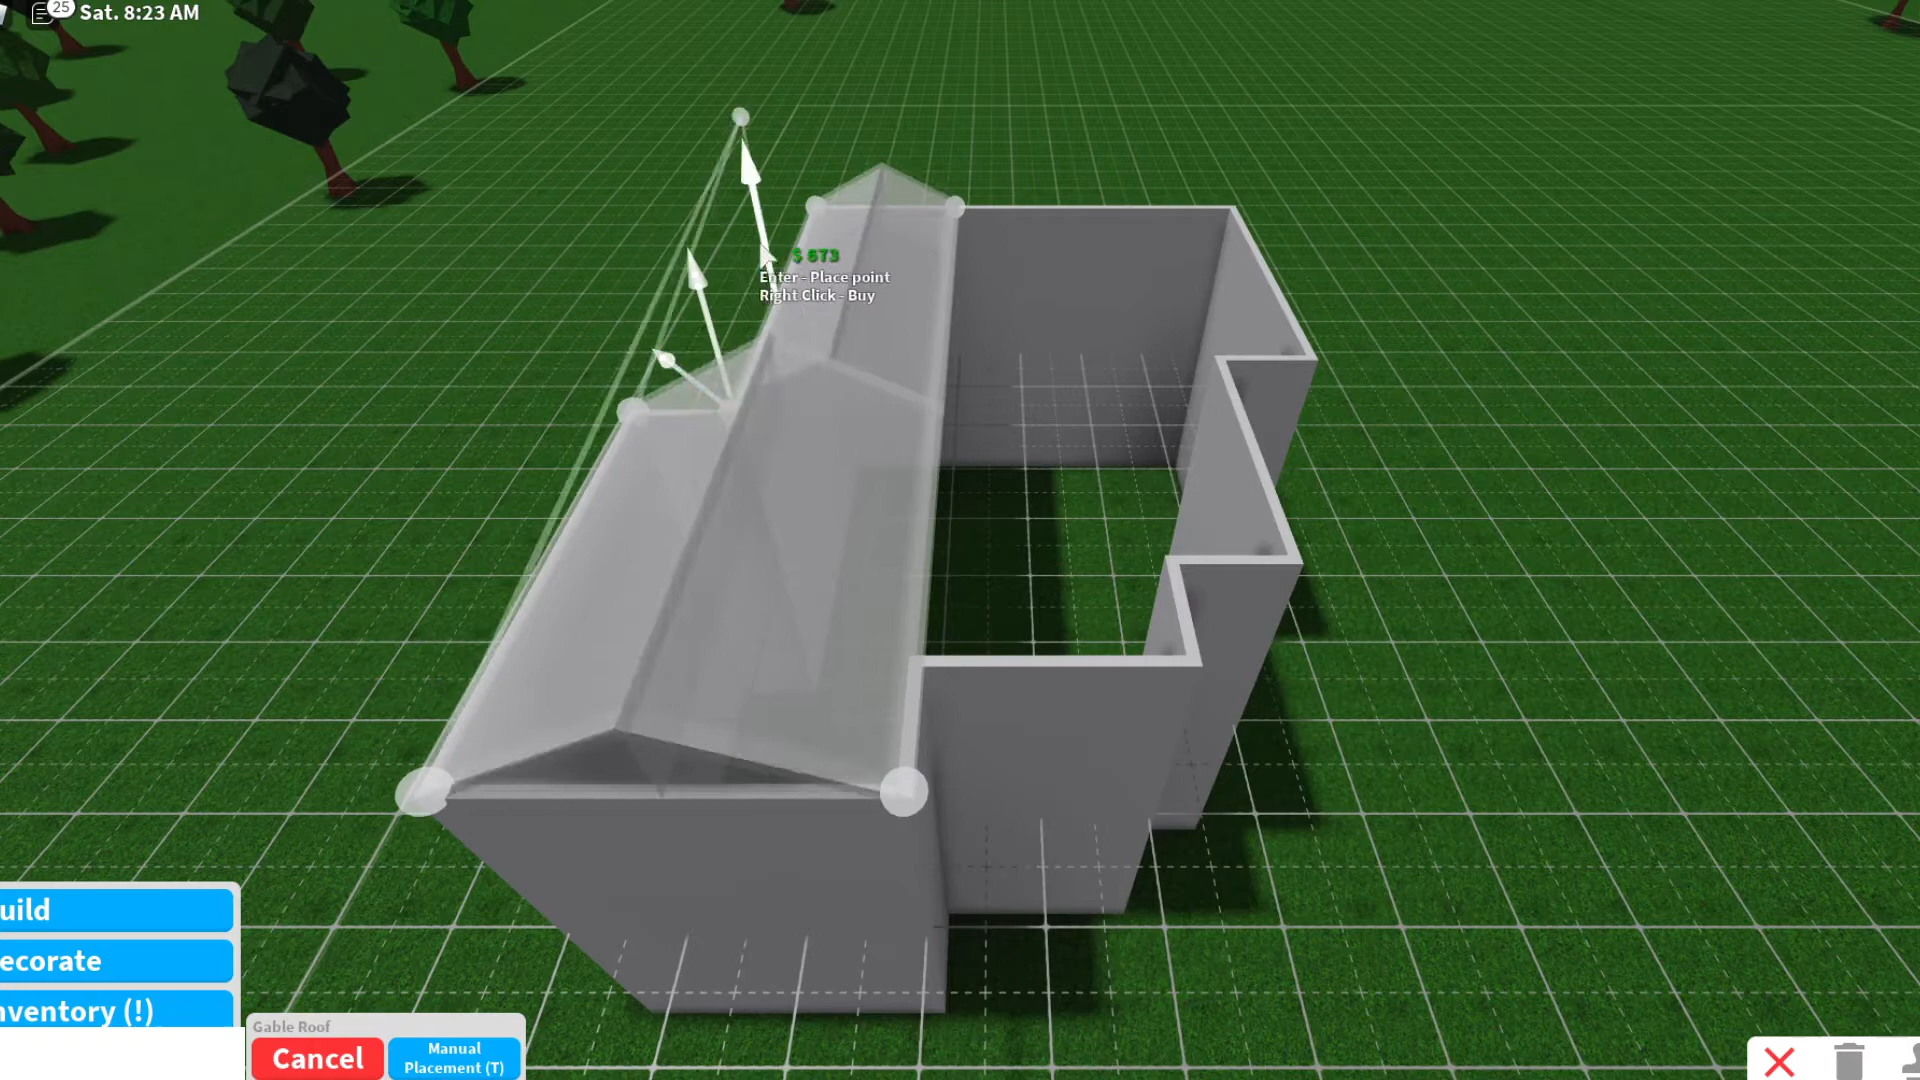 25 Sat. 8:23 AM
$ 673
Enter - Place point
Right Click - Buy
uild
ecorate
nventory (!)
Gable Roof
Cancel
Manual
Placement (T)